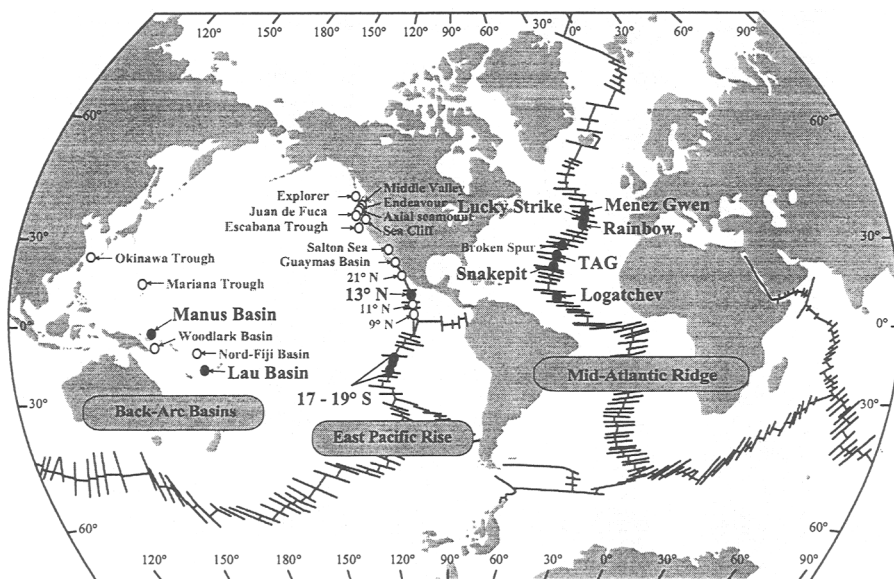 120° 150° 120° 90° 60° 30° 0° 30° 60° 90°
60° 60°
Explorer
Middle Valley
Endeavour
Juan de Fuca
Axial seamount
Escabana Trough
Sea Cliff
Lucky Strike
Menez Gwen
Rainbow
30° 30°
Salton Sea
Broken Spur
Okinawa Trough
Guaymas Basin
TAG
21° N
Snakepit
Mariana Trough
13° N
Logatchev
11° N
Manus Basin
9° N
0° 0°
Woodlark Basin
Nord-Fiji Basin
Lau Basin
Mid-Atlantic Ridge
17 - 19° S
30° 30°
Back-Arc Basins
East Pacific Rise
60° 60°
120° 150° 180° 150° 120° 90° 60° 30° 0° 30° 60° 90°